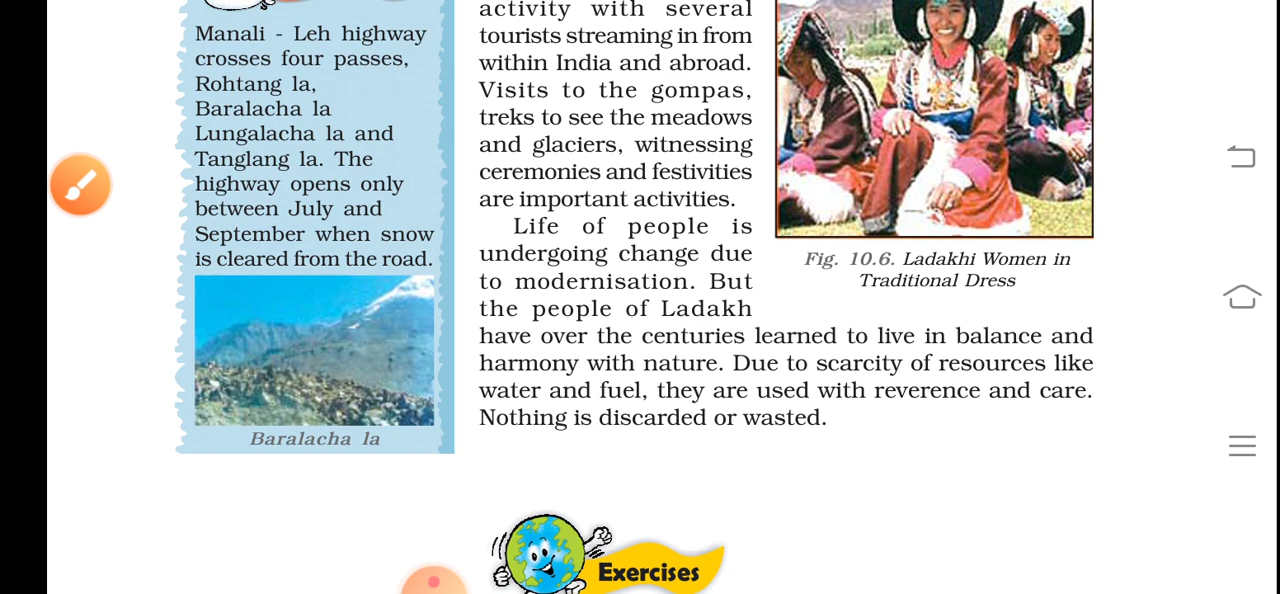 Manali - Leh highway
crosses four passes,
Rohtang la,
Baralacha la
Lungalacha la and
Tanglang la. The
highway opens only
between July and
September when snow
is cleared from the road.
Baralacha la
activity with several
tourists streaming in from
within India and abroad.
Visits to the gompas,
treks to see the meadows
and glaciers, witnessing
ceremonies and festivities
are important activities.
Life of people is
undergoing change due
to modernisation. But
the people of Ladakh
have over the centuries learned to live in balance and
harmony with nature. Due to scarcity of resources like
water and fuel, they are used with reverence and care.
Nothing is discarded or wasted.
Fig. 10.6. Ladakhi Women in
Traditional Dress
Exercises